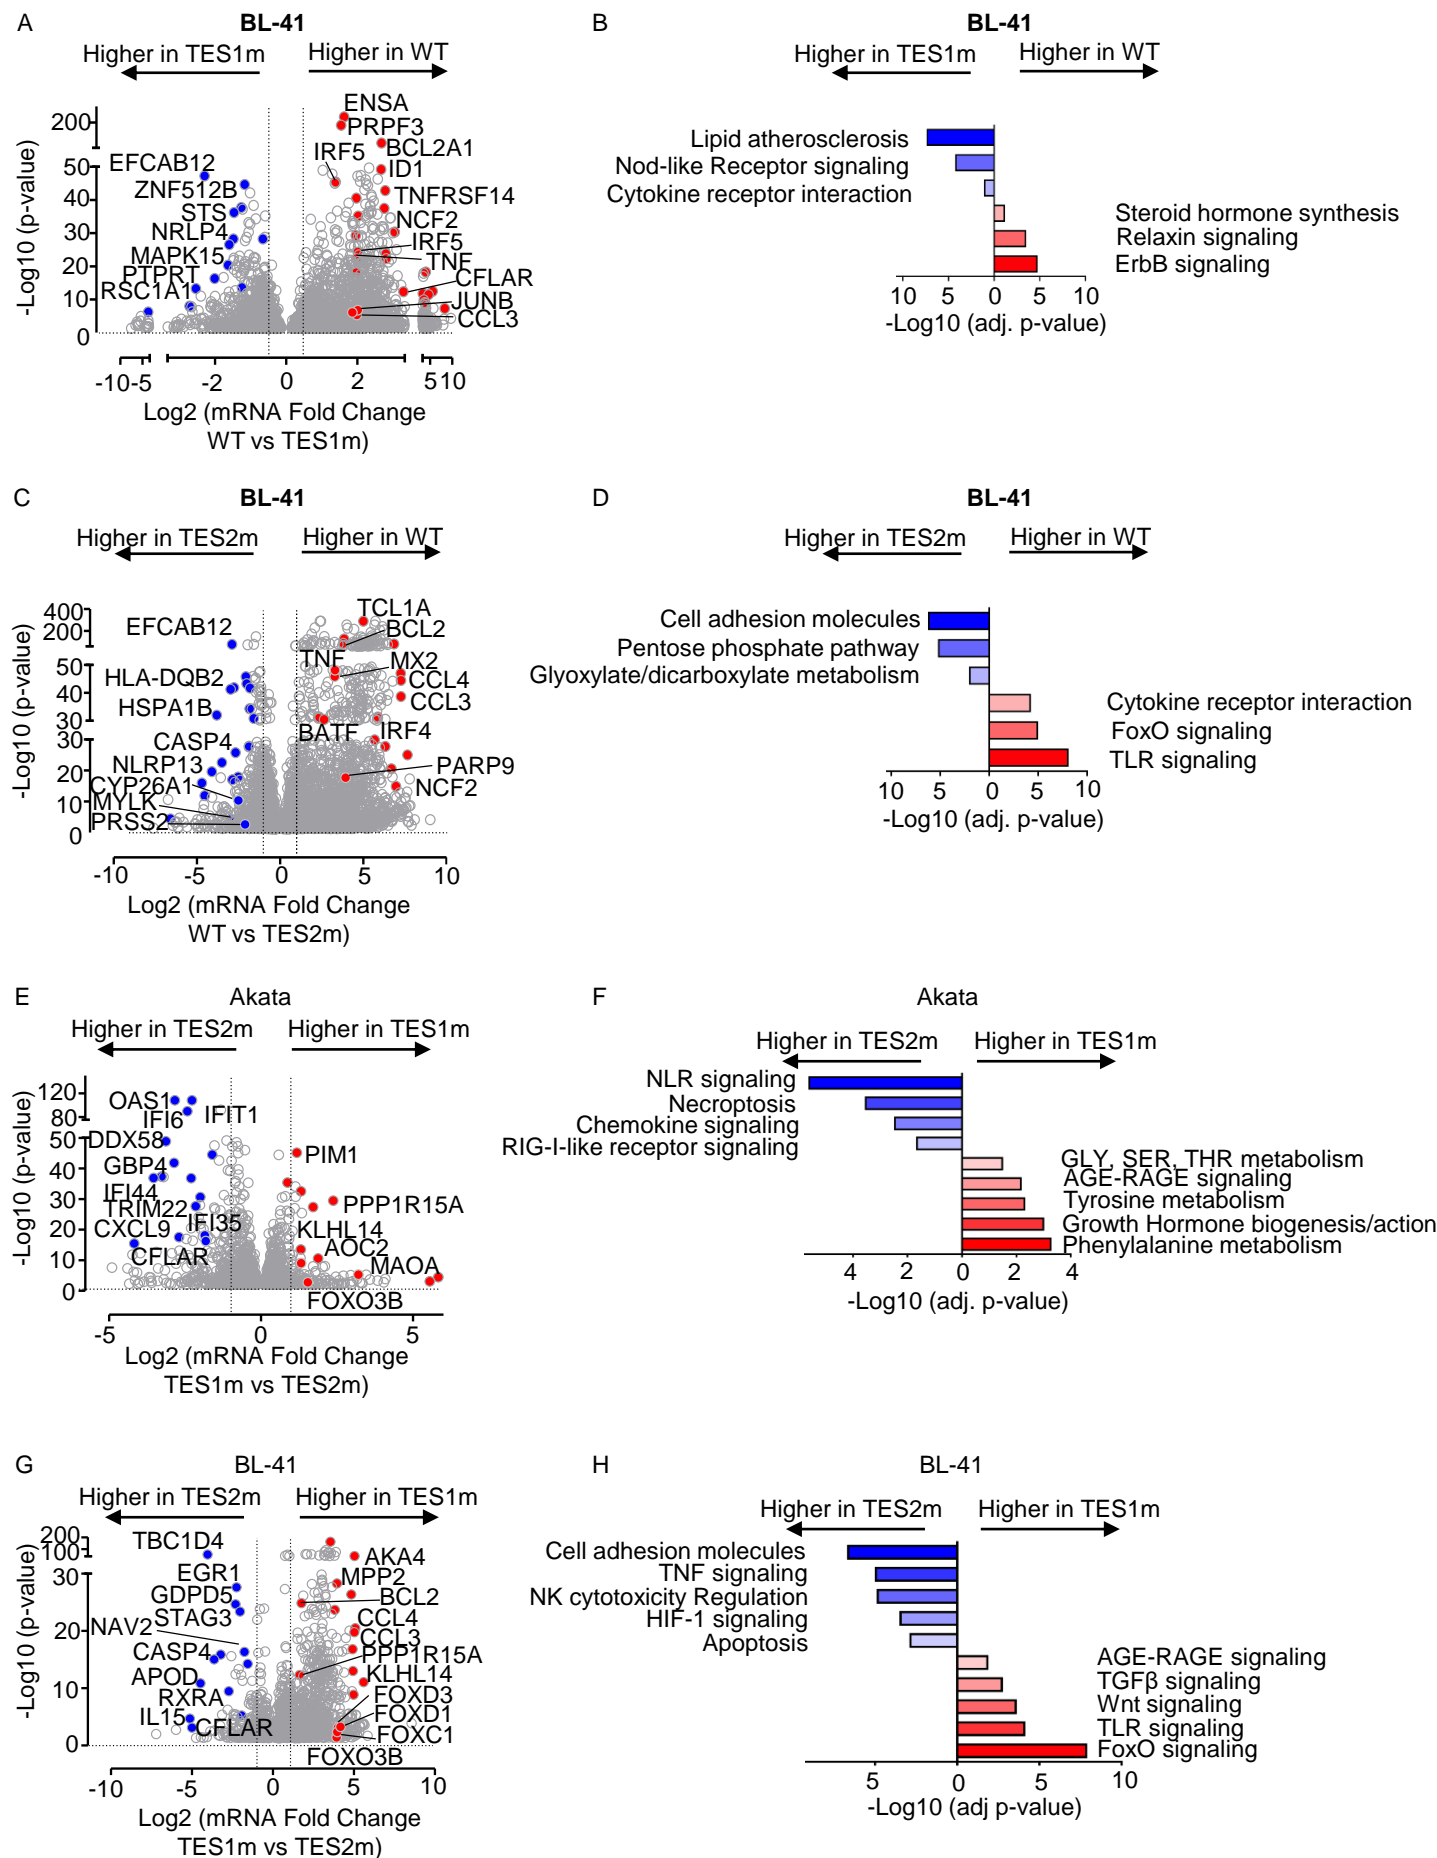 A
BL-41
Higher in TES1m
Higher in WT
ENSA
PRPF3
BCL2A1
IRF5
ID1
EFCAB12
ZNF512B
TNFRSF14
STS
NCF2
NRLP4
IRF5
MAPK15
TNF
PTPRT
CFLAR
RSC1A1
JUNB
CCL3
200
50
40
30
20
10
0
-Log10 (p-value)
-10 -5 -2 0 2 5 10
Log2 (mRNA Fold Change
WT vs TES1m)
B
BL-41
Higher in TES1m
Higher in WT
Lipid atherosclerosis
Nod-like Receptor signaling
Cytokine receptor interaction
Steroid hormone synthesis
Relaxin signaling
ErbB signaling
10 5 0 5 10
-Log10 (adj. p-value)
C
BL-41
Higher in TES2m
Higher in WT
TCL1A
EFCAB12
BCL2
TNF
MX2
HLA-DQB2
CCL4
CCL3
HSPA1B
BATF
IRF4
CASP4
NLRP13
PARP9
CYP26A1
NCF2
MYLK
PRSS2
400
200
50
40
30
30
20
10
0
-Log10 (p-value)
-10 -5 0 5 10
Log2 (mRNA Fold Change
WT vs TES2m)
D
BL-41
Higher in TES2m
Higher in WT
Cell adhesion molecules
Pentose phosphate pathway
Glyoxylate/dicarboxylate metabolism
Cytokine receptor interaction
FoxO signaling
TLR signaling
10 5 0 5 10
-Log10 (adj. p-value)
E
Akata
Higher in TES2m
Higher in TES1m
OAS1
IFI6
IFIT1
DDX58
PIM1
GBP4
IFI44
PPP1R15A
TRIM22
CXCL9
IFI35
KLHL14
CFLAR
AOC2
MAOA
FOXO3B
120
80
50
40
30
20
10
0
-Log10 (p-value)
-5 0 5
Log2 (mRNA Fold Change
TES1m vs TES2m)
F
Akata
Higher in TES2m
Higher in TES1m
NLR signaling
Necroptosis
Chemokine signaling
RIG-I-like receptor signaling
GLY, SER, THR metabolism
AGE-RAGE signaling
Tyrosine metabolism
Growth Hormone biogenesis/action
Phenylalanine metabolism
4 2 0 2 4
-Log10 (adj. p-value)
G
BL-41
Higher in TES2m
Higher in TES1m
TBC1D4
AKA4
EGR1
MPP2
GDPD5
BCL2
STAG3
CCL4
NAV2
CCL3
CASP4
PPP1R15A
APOD
KLHL14
RXRA
FOXD3
IL15
FOXD1
CFLAR
FOXC1
FOXO3B
200
100
30
20
10
0
-Log10 (p-value)
-10 -5 0 5 10
Log2 (mRNA Fold Change
TES1m vs TES2m)
H
BL-41
Higher in TES2m
Higher in TES1m
Cell adhesion molecules
TNF signaling
NK cytotoxicity Regulation
HIF-1 signaling
Apoptosis
AGE-RAGE signaling
TGFβ signaling
Wnt signaling
TLR signaling
FoxO signaling
5 0 5 10
-Log10 (adj p-value)